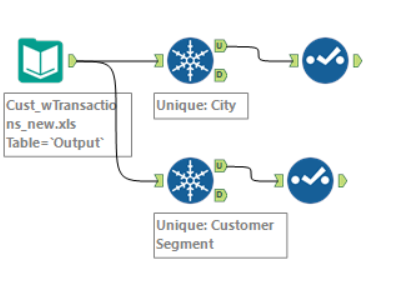 U
D
Cust_wTransactio
ns_new.xls
Table=`Output`
Unique: City
U
D
Unique: Customer
Segment